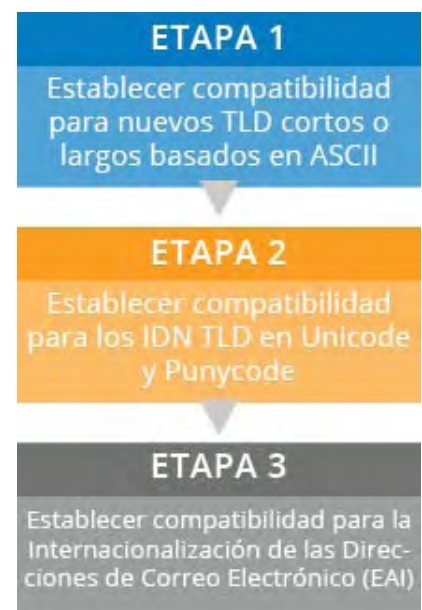 ETAPA 1
Establecer compatibilidad
para nuevos TLD cortos o
largos basados en ASCII
ETAPA 2
Establecer compatibilidad
para los IDN TLD en Unicode
y Punycode
ETAPA 3
Establecer compatibilidad para la
Internacionalización de las Direc-
ciones de Correo Electrónico (EAI)